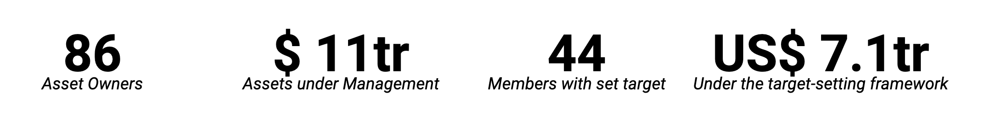 86
Asset Owners
$ 11tr
Assets under Management
44
Members with set target
US$ 7.1tr
Under the target-setting framework